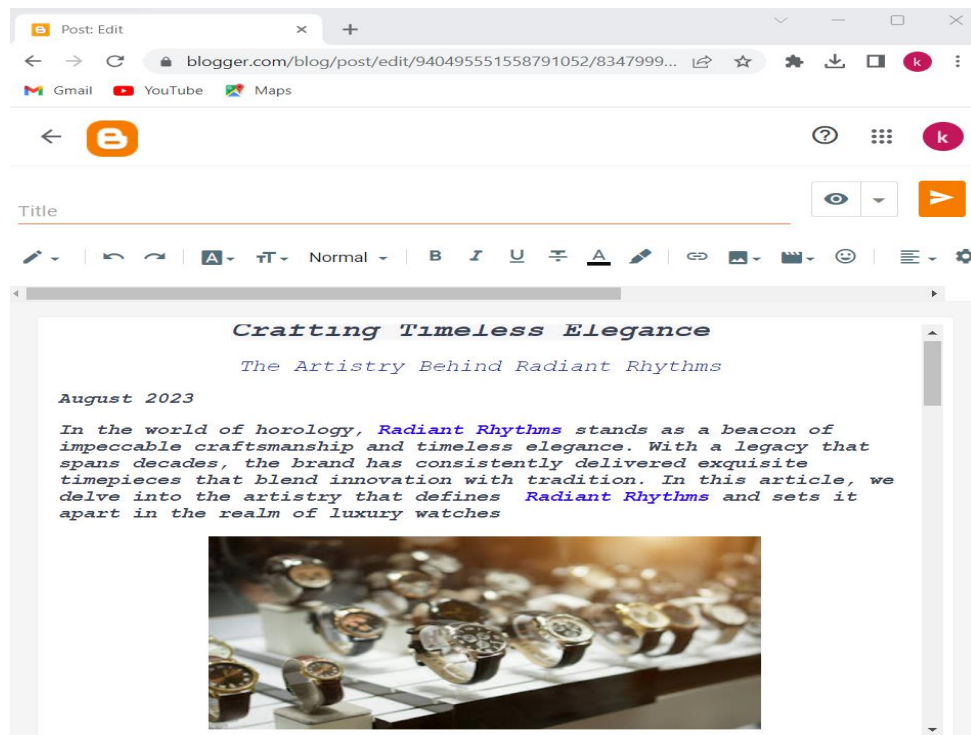 Post: Edit
blogger.com/blog/post/edit/940495551558791052/8347999...
k
Gmail
YouTube
Maps
k
Title
Normal
B I U A
Crafting Timeless Elegance
The Artistry Behind Radiant Rhythms
August 2023
In the world of horology, Radiant Rhythms stands as a beacon of
impeccable craftsmanship and timeless elegance. With a legacy that
spans decades, the brand has consistently delivered exquisite
timepieces that blend innovation with tradition. In this article, we
delve into the artistry that defines Radiant Rhythms and sets it
apart in the realm of luxury watches